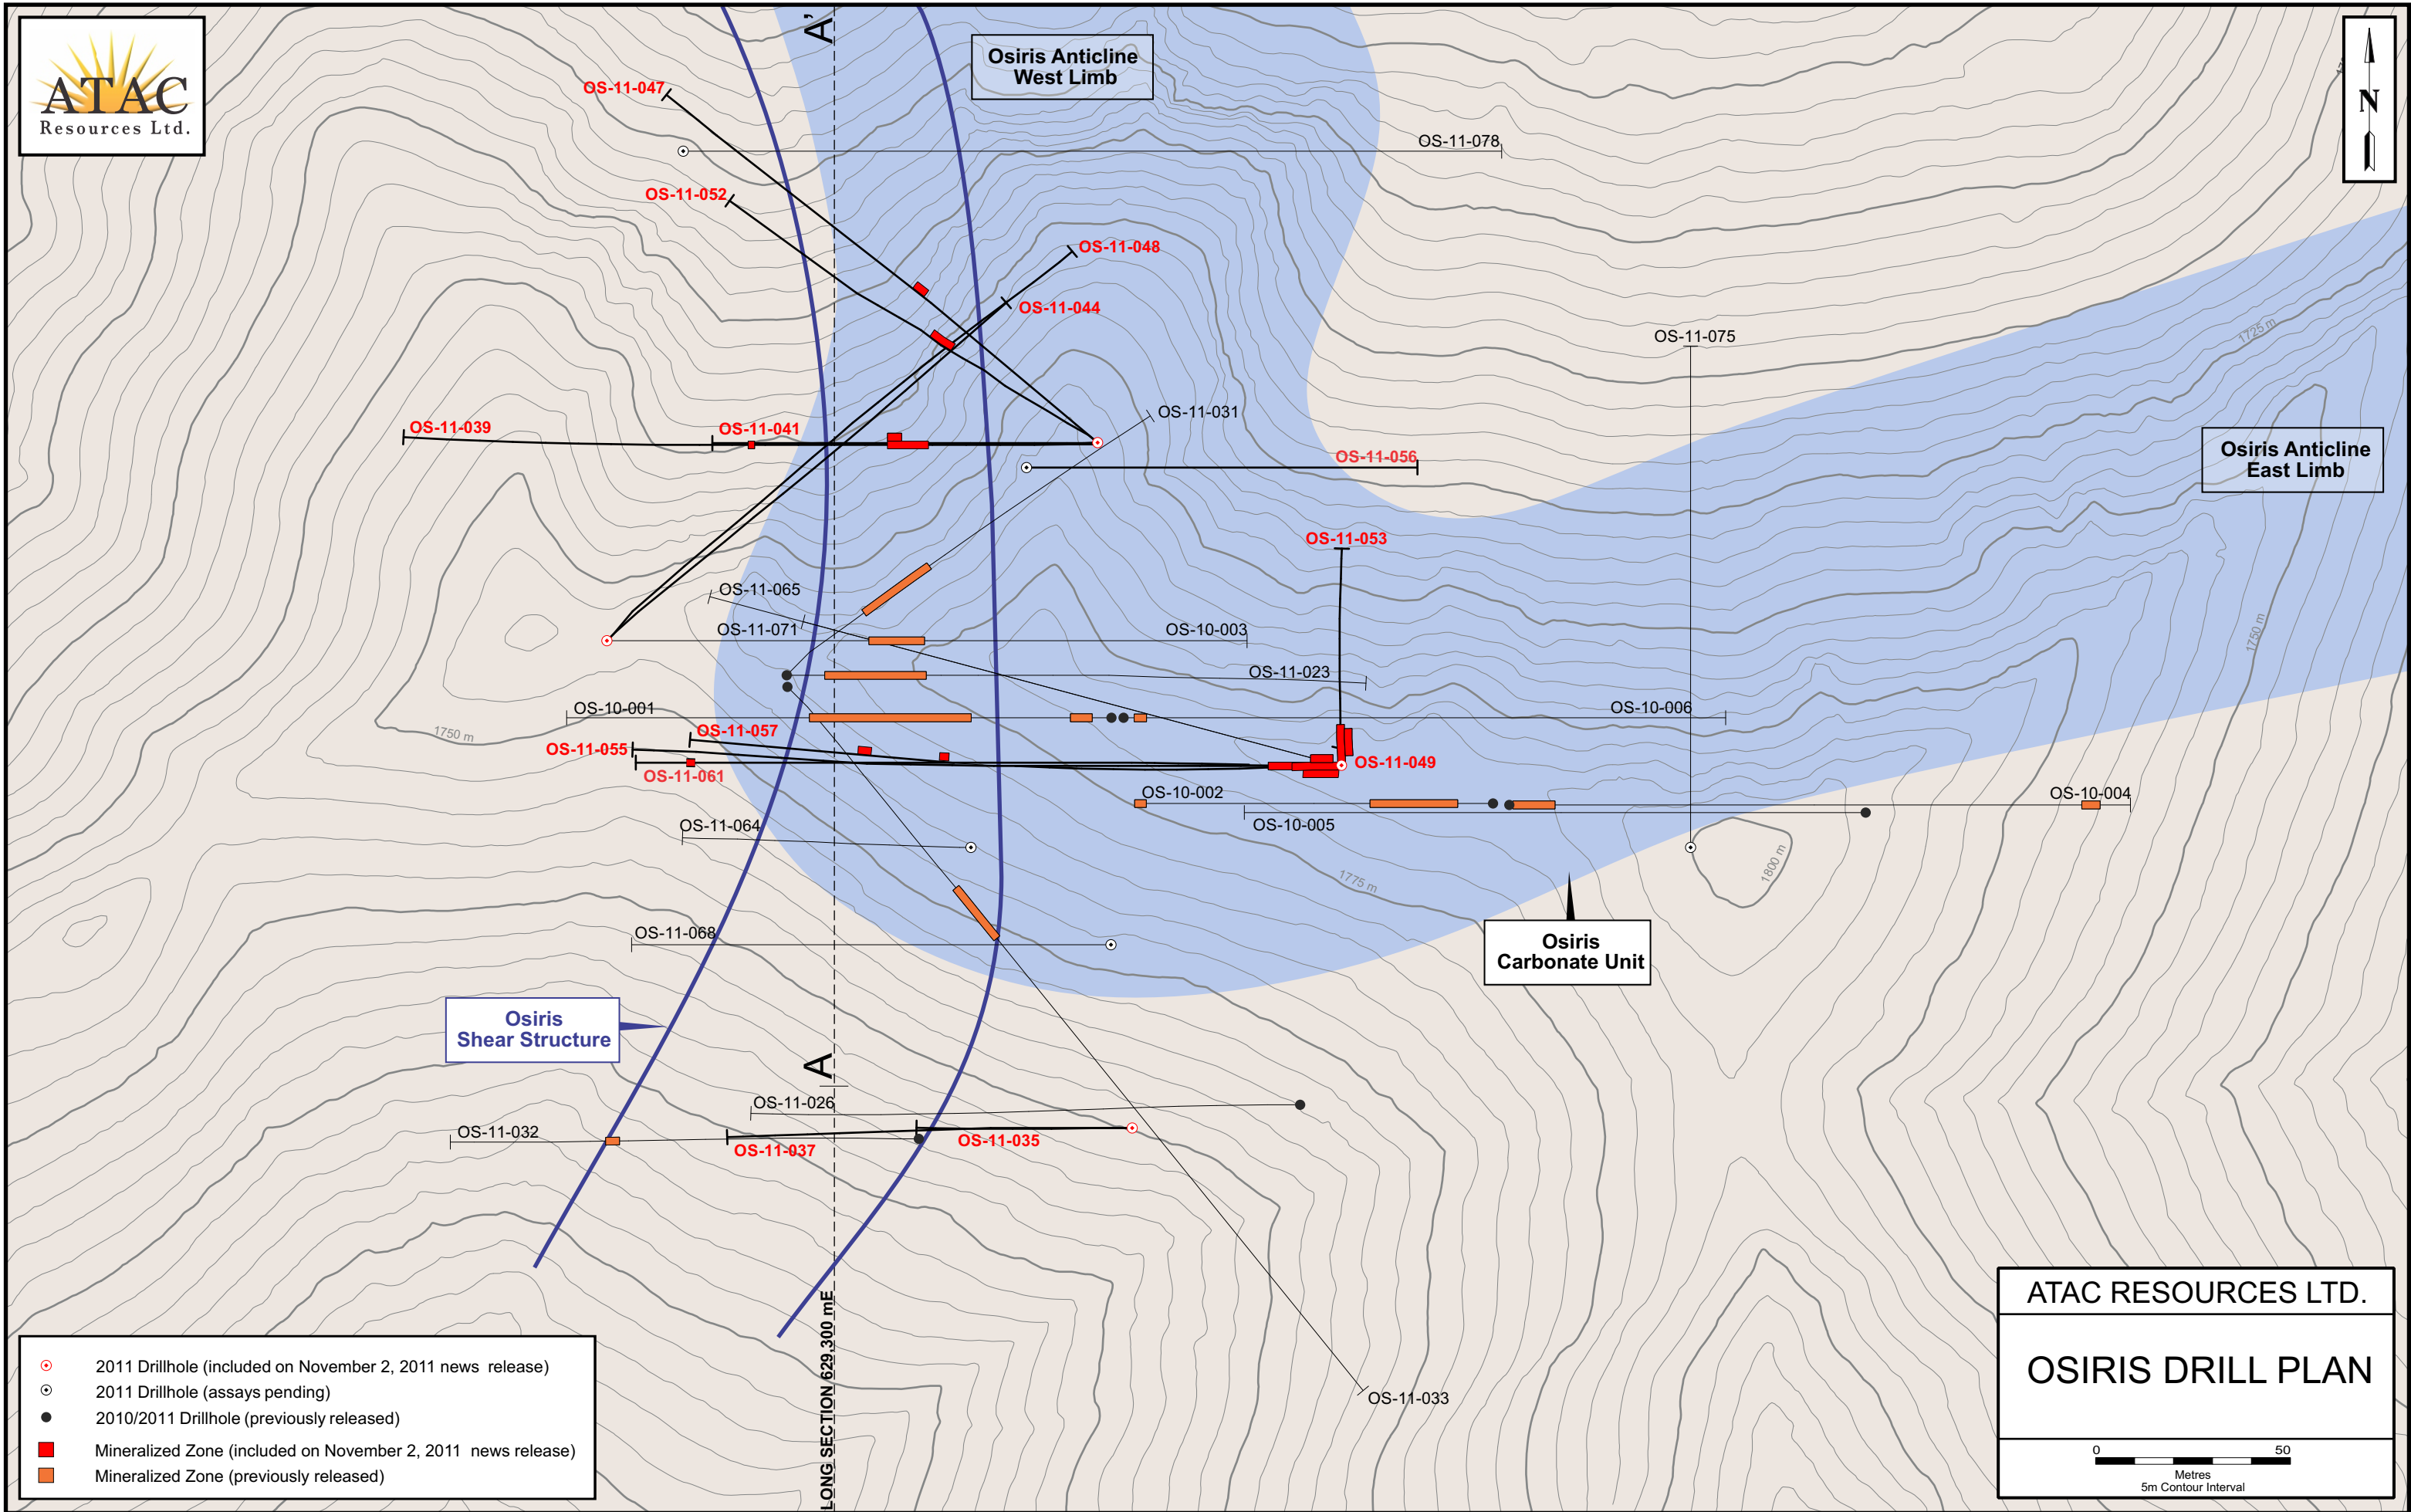 ATAC
Resources Ltd.
A'
Osiris Anticline
West Limb
N
OS-11-047
OS-11-078
OS-11-052
OS-11-048
OS-11-044
1725 m
OS-11-075
OS-11-031
OS-11-039
OS-11-041
OS-11-056
Osiris Anticline
East Limb
OS-11-053
OS-11-065
OS-11-071
OS-10-003
1750 m
OS-11-023
OS-10-001
OS-10-006
1750 m
OS-11-057
OS-11-055
OS-11-061
OS-11-049
OS-10-002
OS-10-004
OS-10-005
OS-11-064
1775 m
1800 m
OS-11-068
Osiris
Carbonate Unit
Osiris
Shear Structure
A
OS-11-026
OS-11-032
OS-11-037
OS-11-035
LONG SECTION 629,300 mE
OS-11-033
2011 Drillhole (included on November 2, 2011 news release)
2011 Drillhole (assays pending)
2010/2011 Drillhole (previously released)
Mineralized Zone (included on November 2, 2011 news release)
Mineralized Zone (previously released)
ATAC RESOURCES LTD.
OSIRIS DRILL PLAN
0 50
Metres
5m Contour Interval